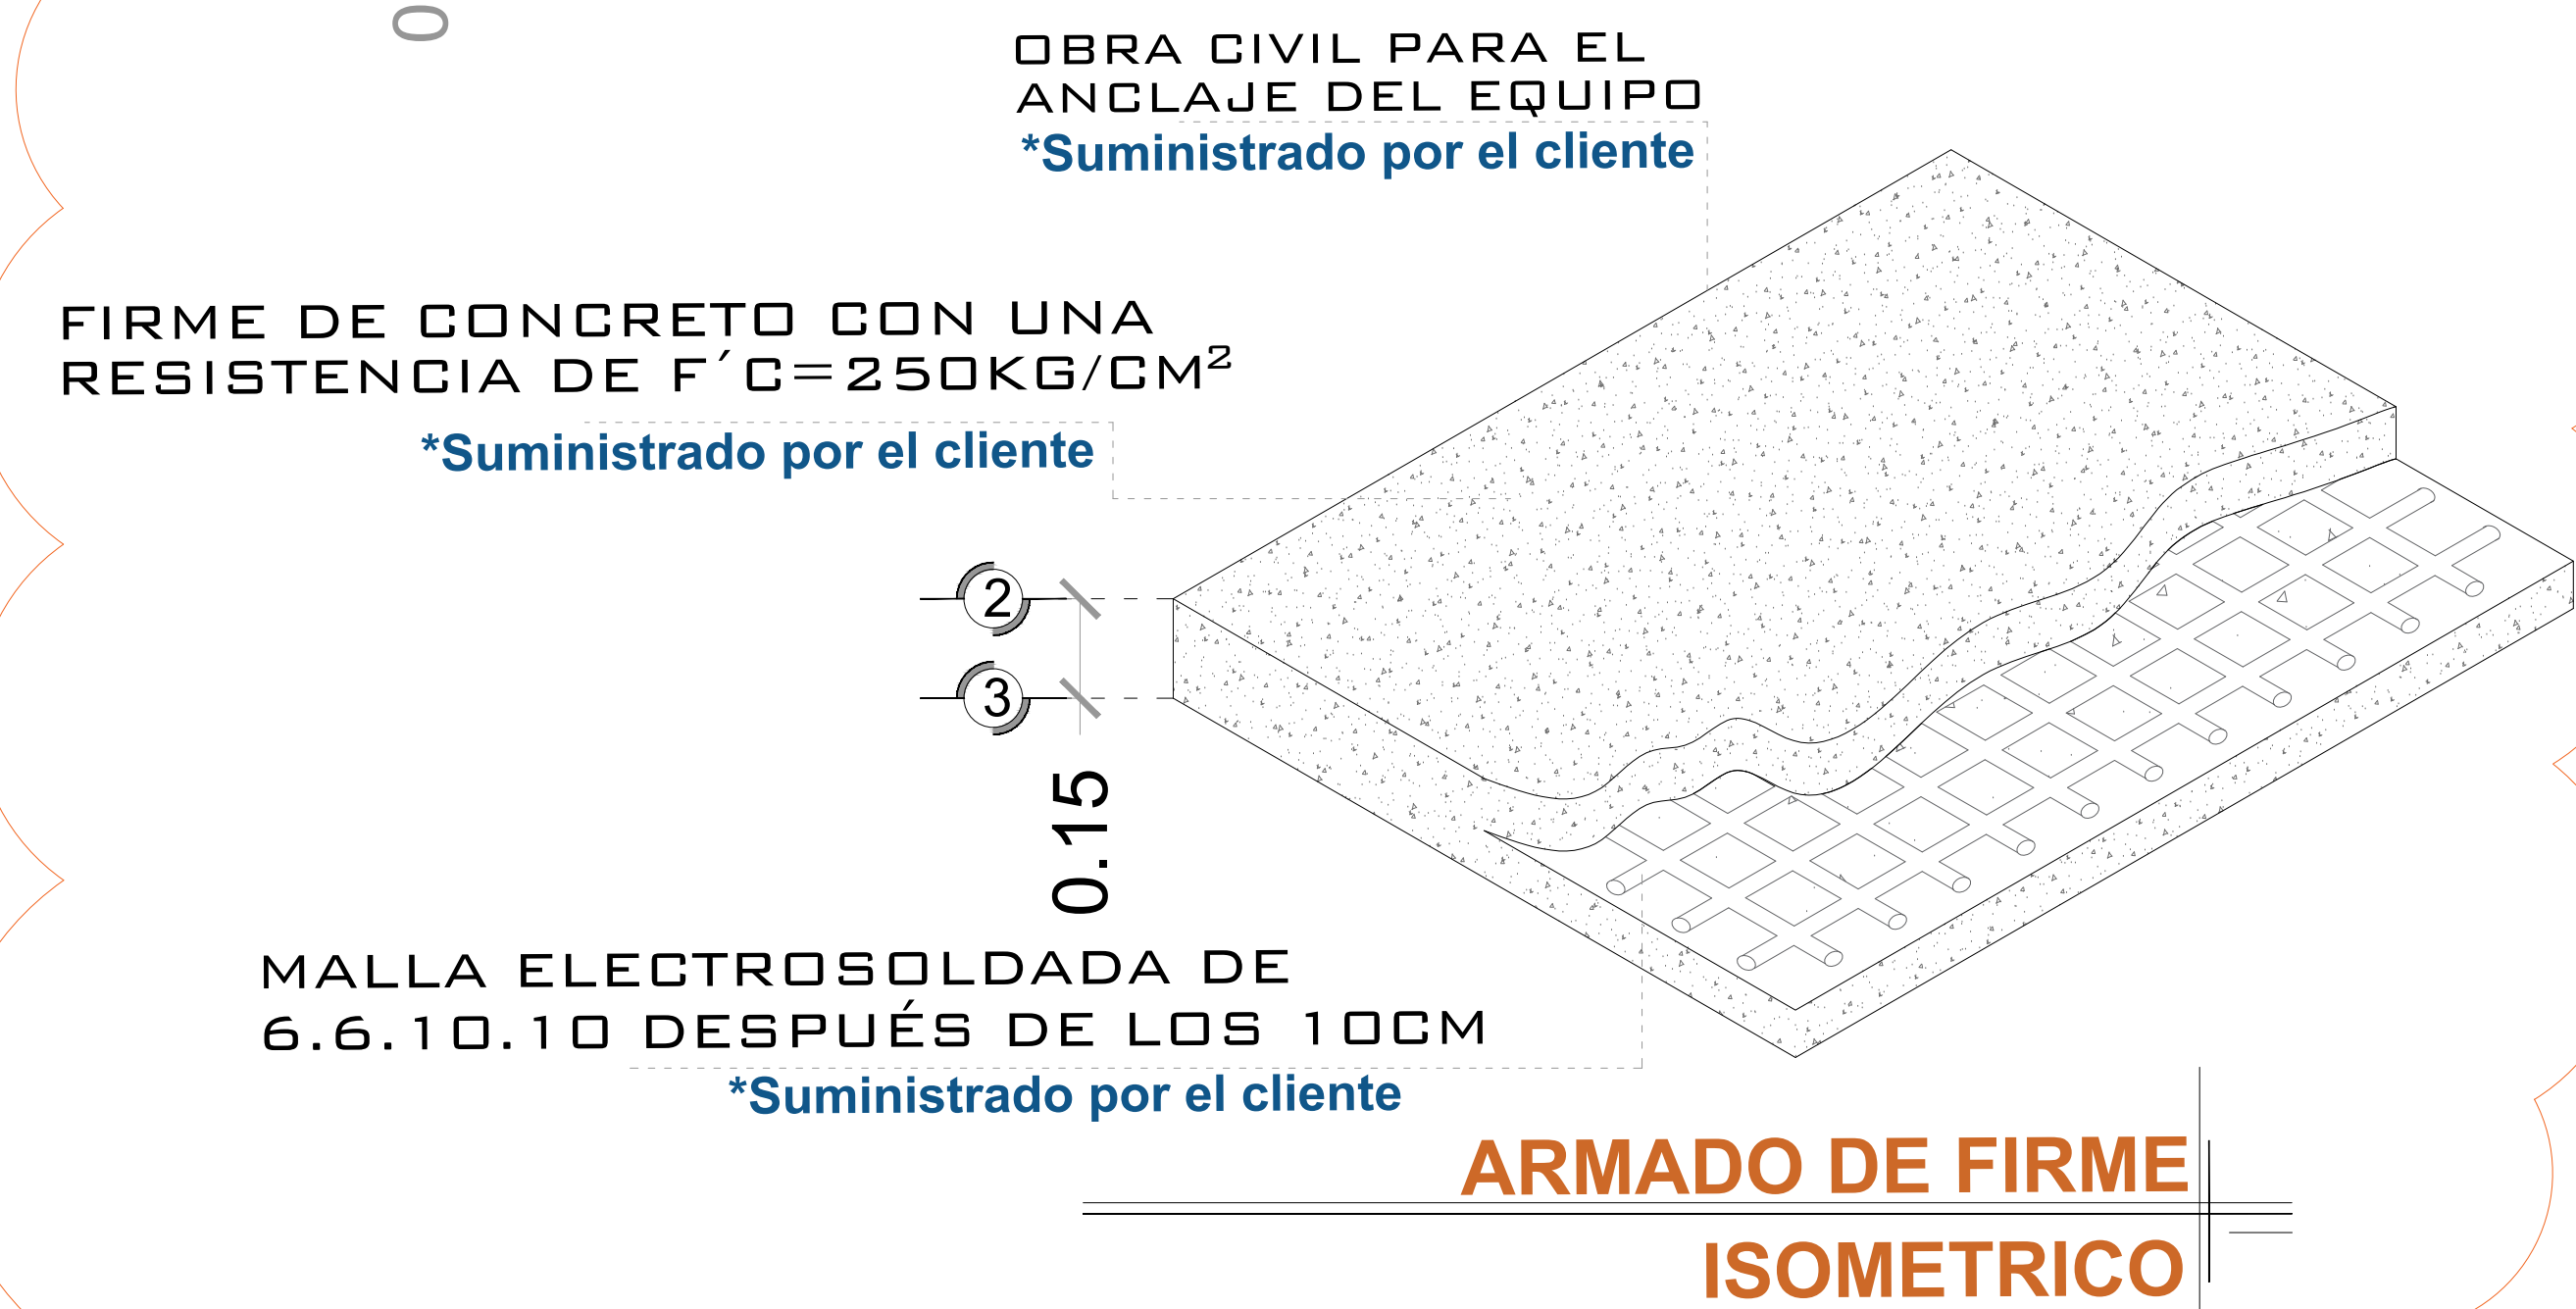 0
OBRA CIVIL PARA EL
ANCLAJE DEL EQUIPO
*Suministrado por el cliente
FIRME DE CONCRETO CON UNA
RESISTENCIA DE F´C=250KG/CM²
*Suministrado por el cliente
2
3
0.15
MALLA ELECTROSOLDADA DE
6.6.10.10 DESPUÉS DE LOS 10CM
*Suministrado por el cliente
ARMADO DE FIRME
ISOMETRICO